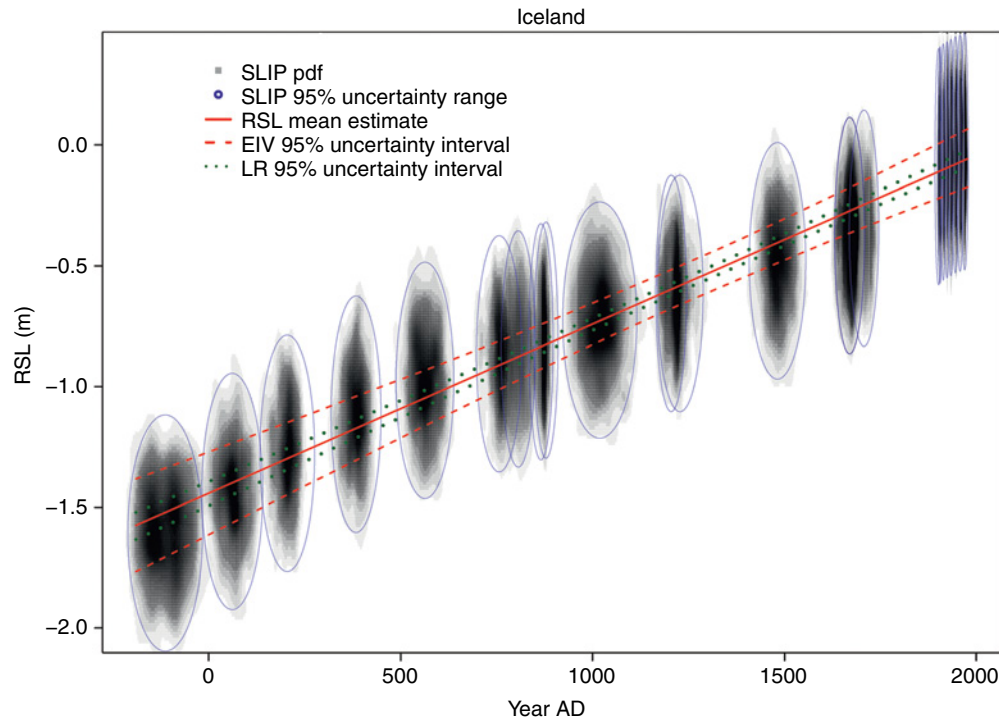 Iceland
SLIP pdf
SLIP 95% uncertainty range
RSL mean estimate
EIV 95% uncertainty interval
LR 95% uncertainty interval
0.0
−0.5
−1.0
−1.5
−2.0
RSL (m)
0 500 1000 1500 2000
Year AD